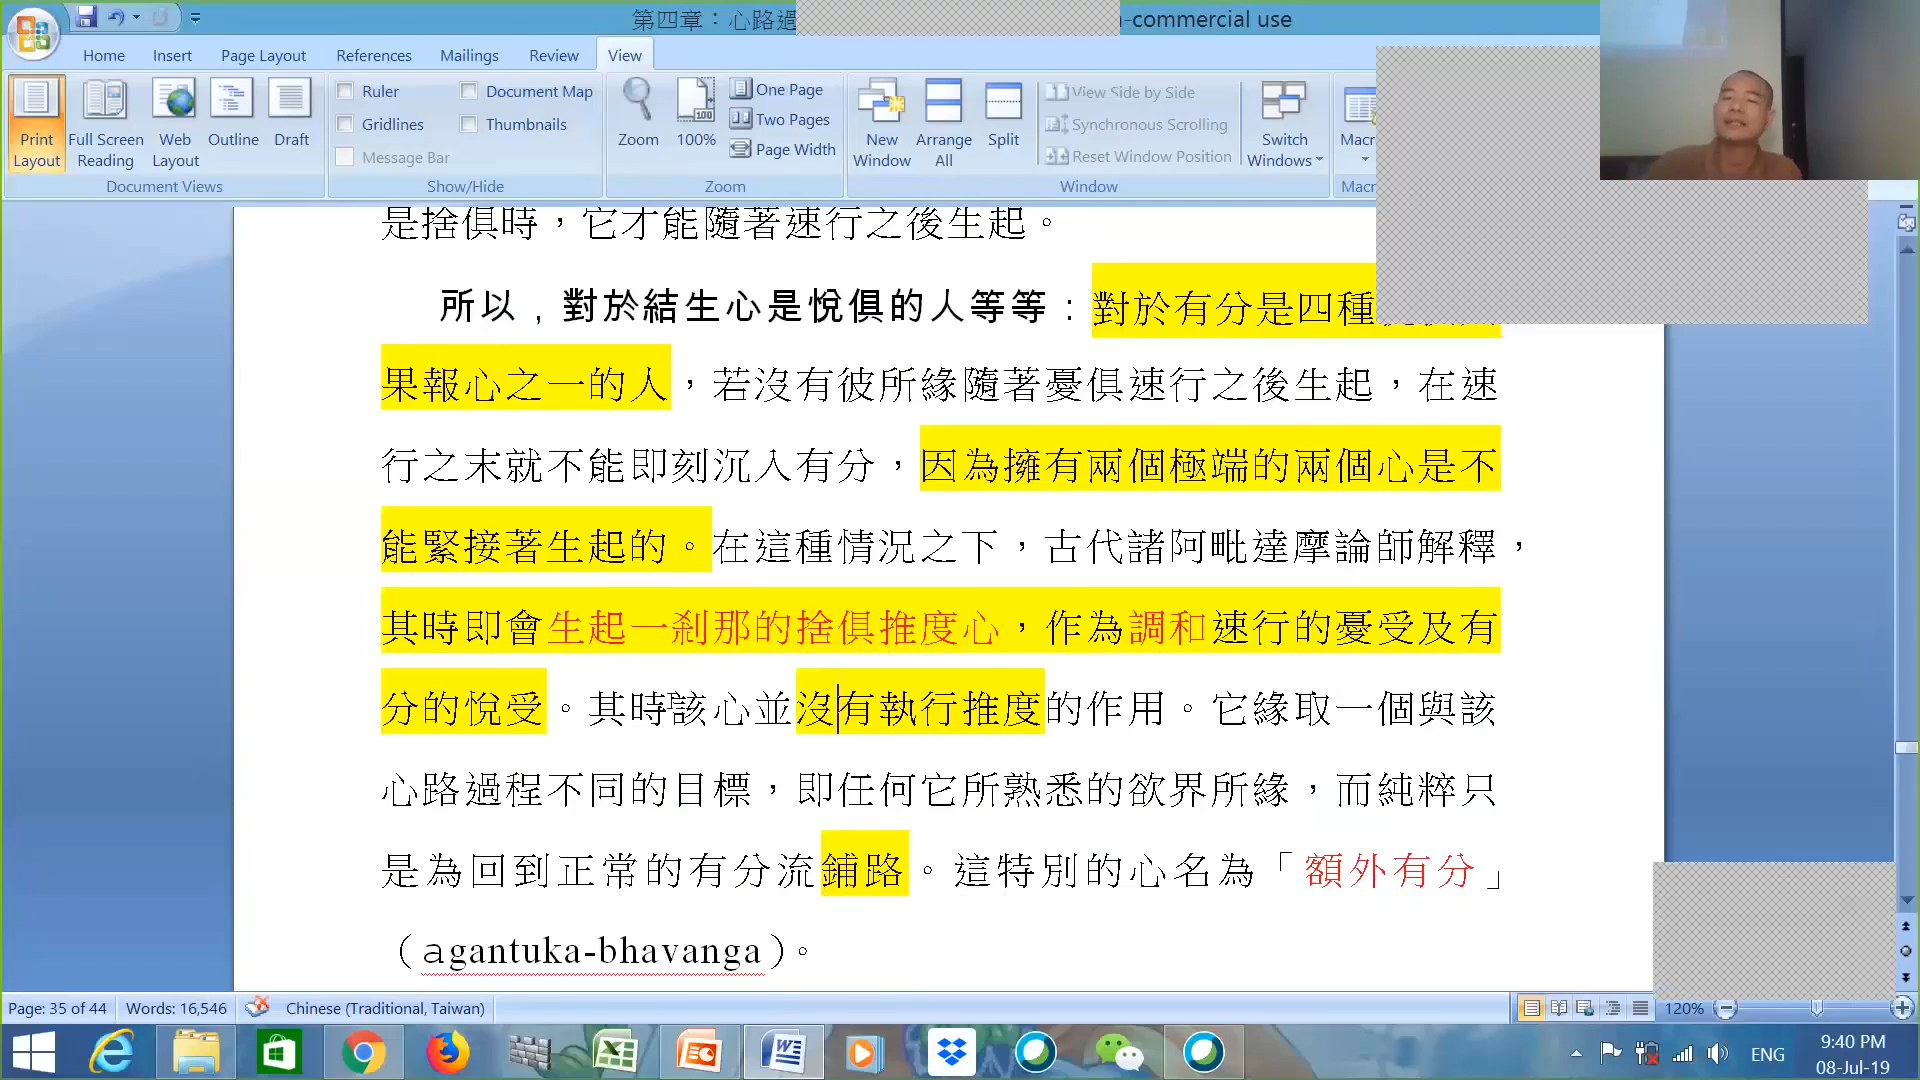 第四章：心路過
-commercial use
Home Insert Page Layout References Mailings Review View
Ruler Document Map One Page View Side by Side
Gridlines Thumbnails Two Pages Synchronous Scrolling
Message Bar Page Width Reset Window Position
Print Layout Full Screen Reading Web Layout Outline Draft Zoom 100% New Window Arrange All Split Switch Windows
Document Views Show/Hide Zoom Window Macr
是捨俱時，它才能隨著速行之後生起。
所以，對於結生心是悅俱的人等等：對於有分是四種
果報心之一的人，若沒有彼所緣隨著憂俱速行之後生起，在速
行之末就不能即刻沉入有分，因為擁有兩個極端的兩個心是不
能緊接著生起的。在這種情況之下，古代諸阿毗達摩論師解釋，
其時即會生起一剎那的捨俱推度心，作為調和速行的憂受及有
分的悅受。其時該心並沒有執行推度的作用。它緣取一個與該
心路過程不同的目標，即任何它所熟悉的欲界所緣，而純粹只
是為回到正常的有分流鋪路。這特別的心名為「額外有分」
（agantuka-bhavanga）。
Page: 35 of 44 Words: 16,546 Chinese (Traditional, Taiwan) 120%
ENG 9:40 PM
08-Jul-19